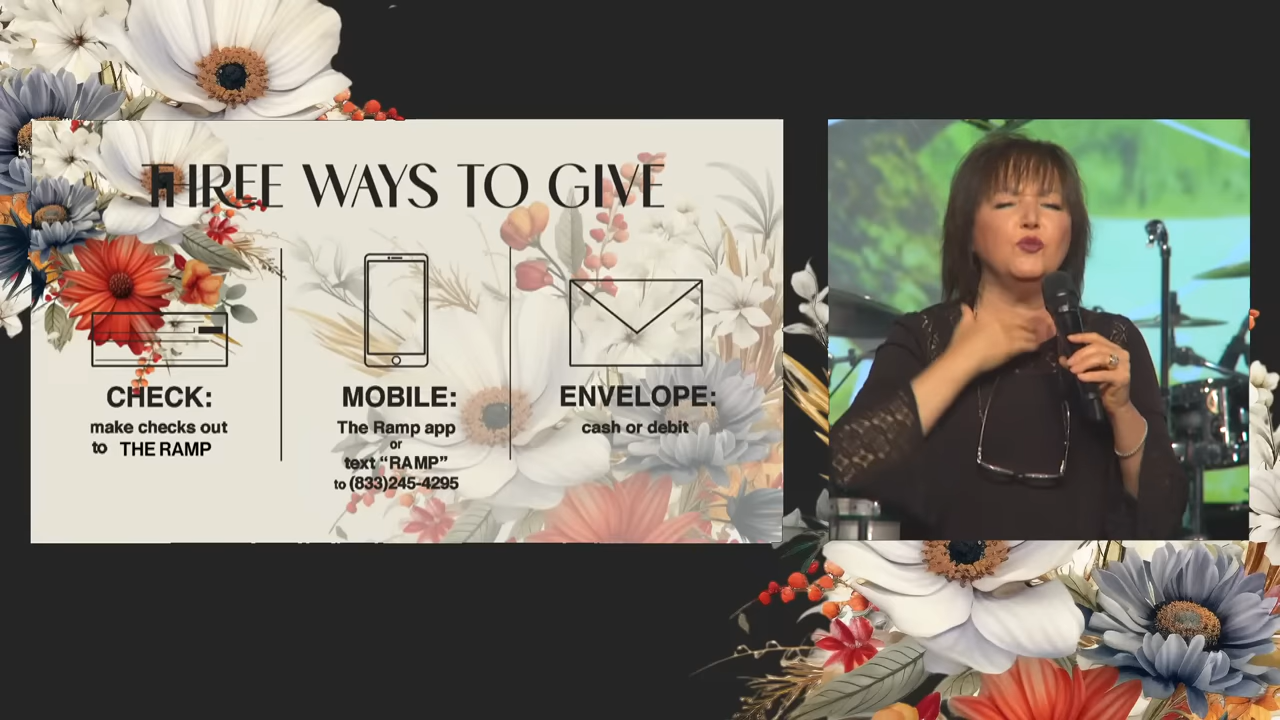 THREE WAYS TO GIVE
CHECK:
make checks out
to THE RAMP
MOBILE:
The Ramp app
or
text “RAMP”
to (833)245-4295
ENVELOPE:
cash or debit